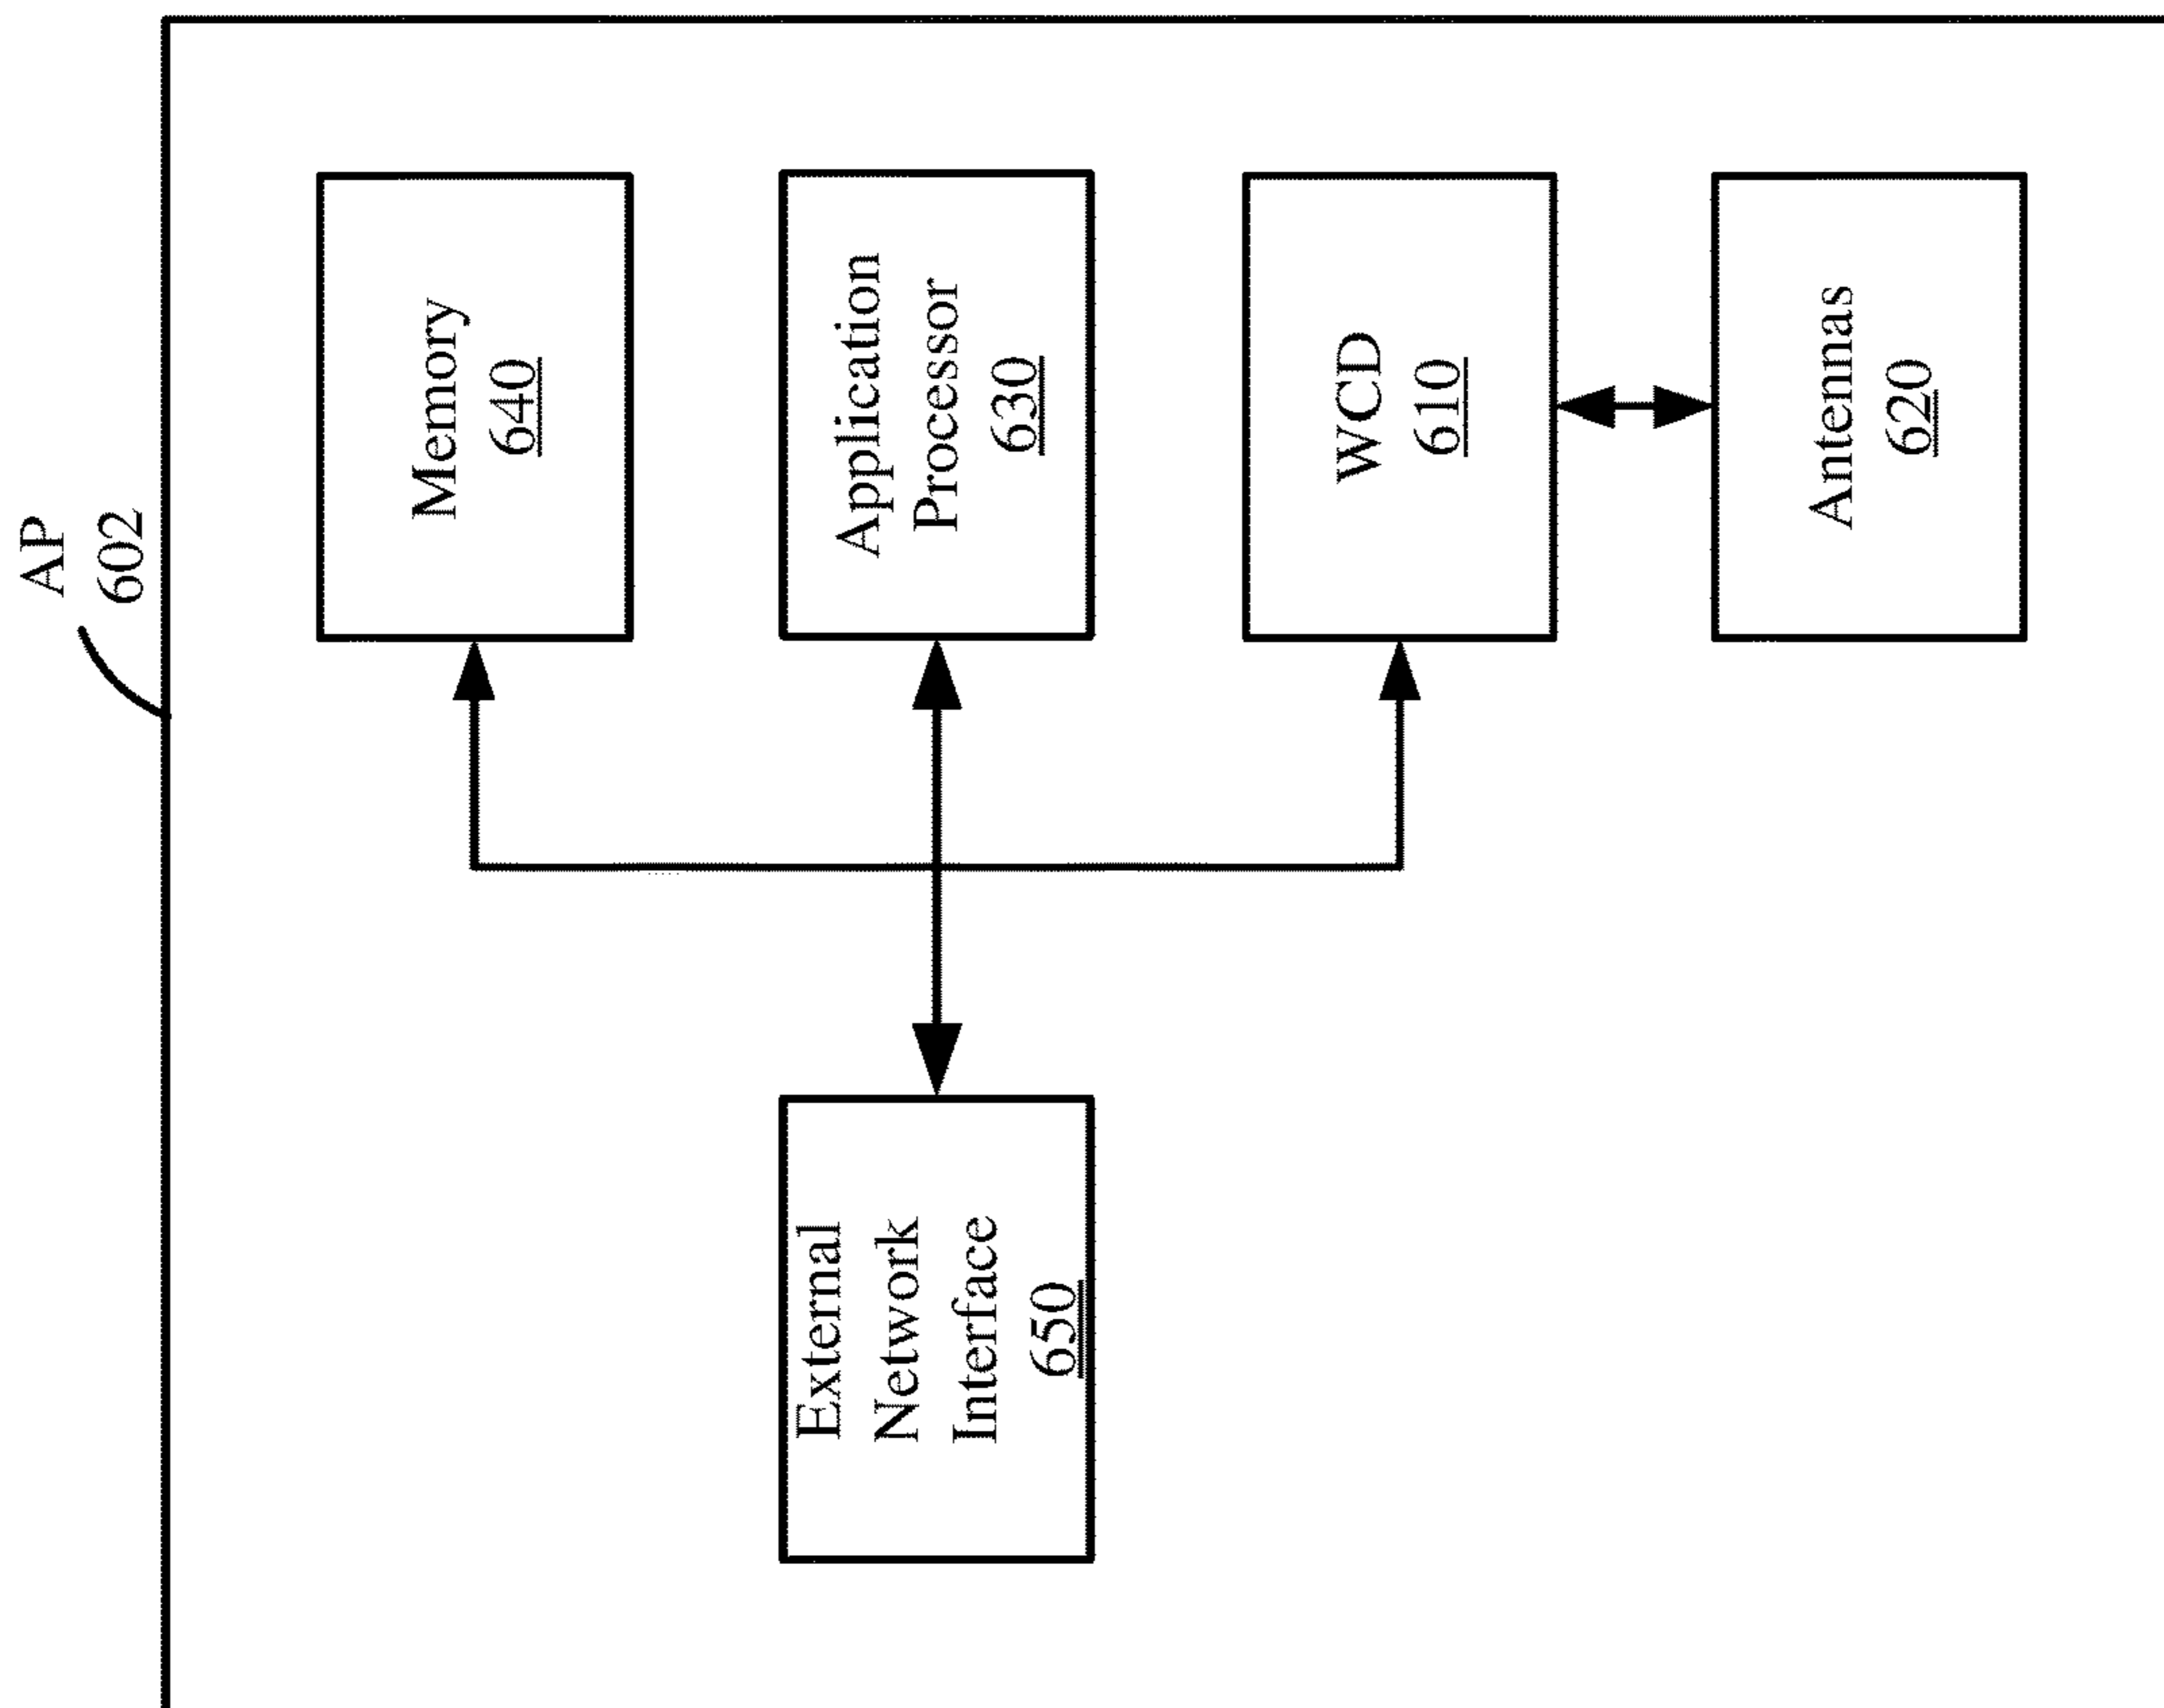 AP
602
Memory
640
Application
Processor
630
WCD
610
Antennas
620
External
Network
Interface
650